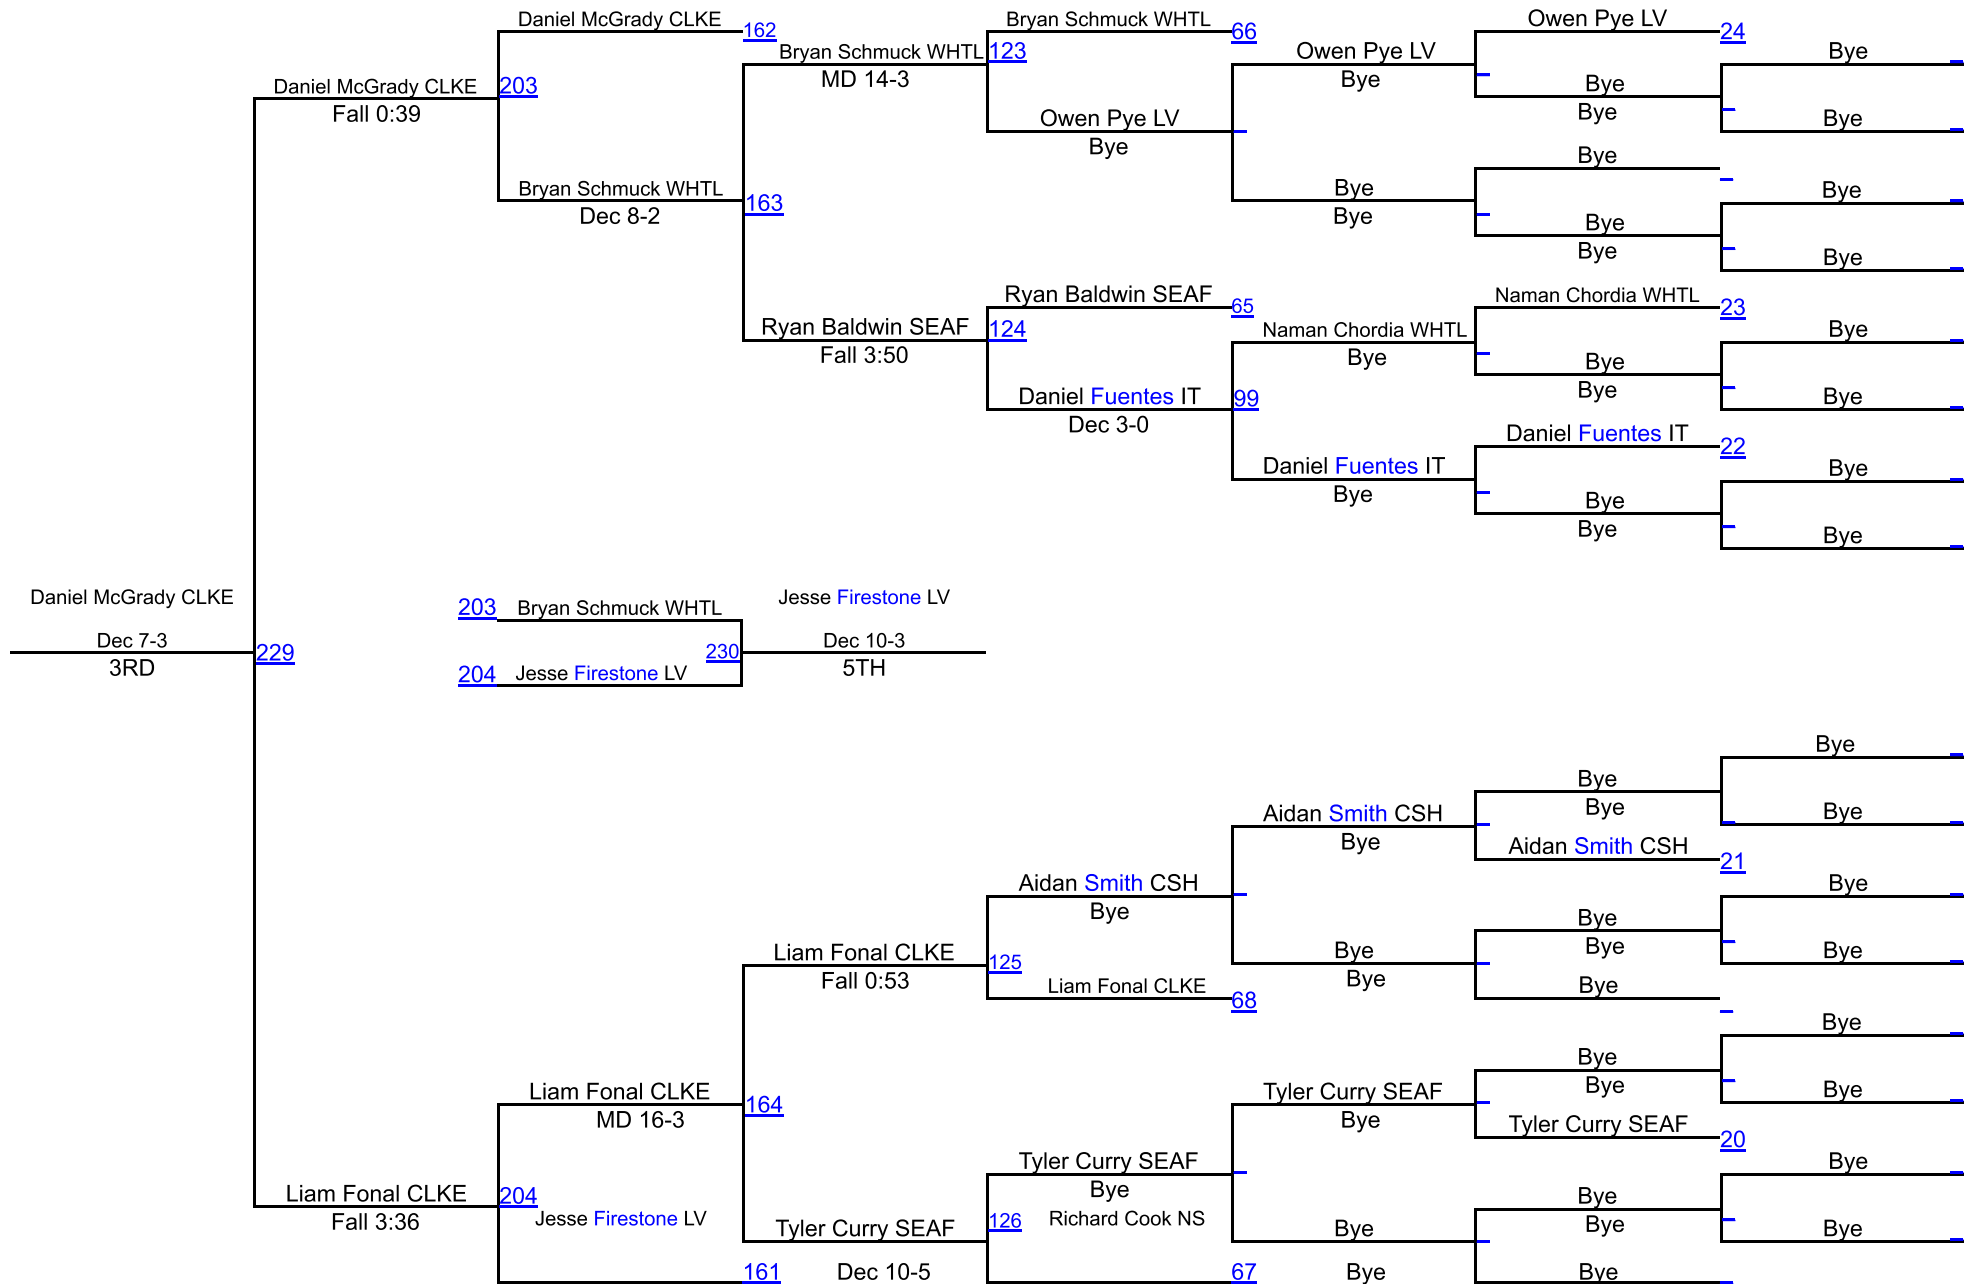 Daniel McGrady CLKE
162
Bryan Schmuck WHTL
66
Owen Pye LV
24
Bryan Schmuck WHTL
123
Owen Pye LV
Bye
Daniel McGrady CLKE
203
MD 14-3
Bye
Bye
Fall 0:39
Owen Pye LV
Bye
Bye
Bye
Bye
Bryan Schmuck WHTL
163
Bye
Bye
Dec 8-2
Bye
Bye
Bye
Bye
Ryan Baldwin SEAF
65
Naman Chordia WHTL
23
Ryan Baldwin SEAF
124
Naman Chordia WHTL
Bye
Fall 3:50
Bye
Bye
Daniel Fuentes IT
99
Bye
Bye
Dec 3-0
Daniel Fuentes IT
22
Daniel Fuentes IT
Bye
Bye
Bye
Bye
Bye
Daniel McGrady CLKE
203
Bryan Schmuck WHTL
Jesse Firestone LV
Dec 7-3
229
230
Dec 10-3
3RD
204
Jesse Firestone LV
5TH
Bye
Bye
Aidan Smith CSH
Bye
Bye
Bye
Aidan Smith CSH
21
Aidan Smith CSH
Bye
Bye
Bye
Liam Fonal CLKE
125
Bye
Bye
Bye
Fall 0:53
Bye
Liam Fonal CLKE
68
Bye
Bye
Liam Fonal CLKE
164
Tyler Curry SEAF
Bye
Bye
Bye
MD 16-3
Bye
Tyler Curry SEAF
20
Tyler Curry SEAF
Bye
Liam Fonal CLKE
204
Bye
Bye
Fall 3:36
Jesse Firestone LV
Tyler Curry SEAF
126
Richard Cook NS
Bye
Bye
Bye
161
Dec 10-5
67
Bye
Bye